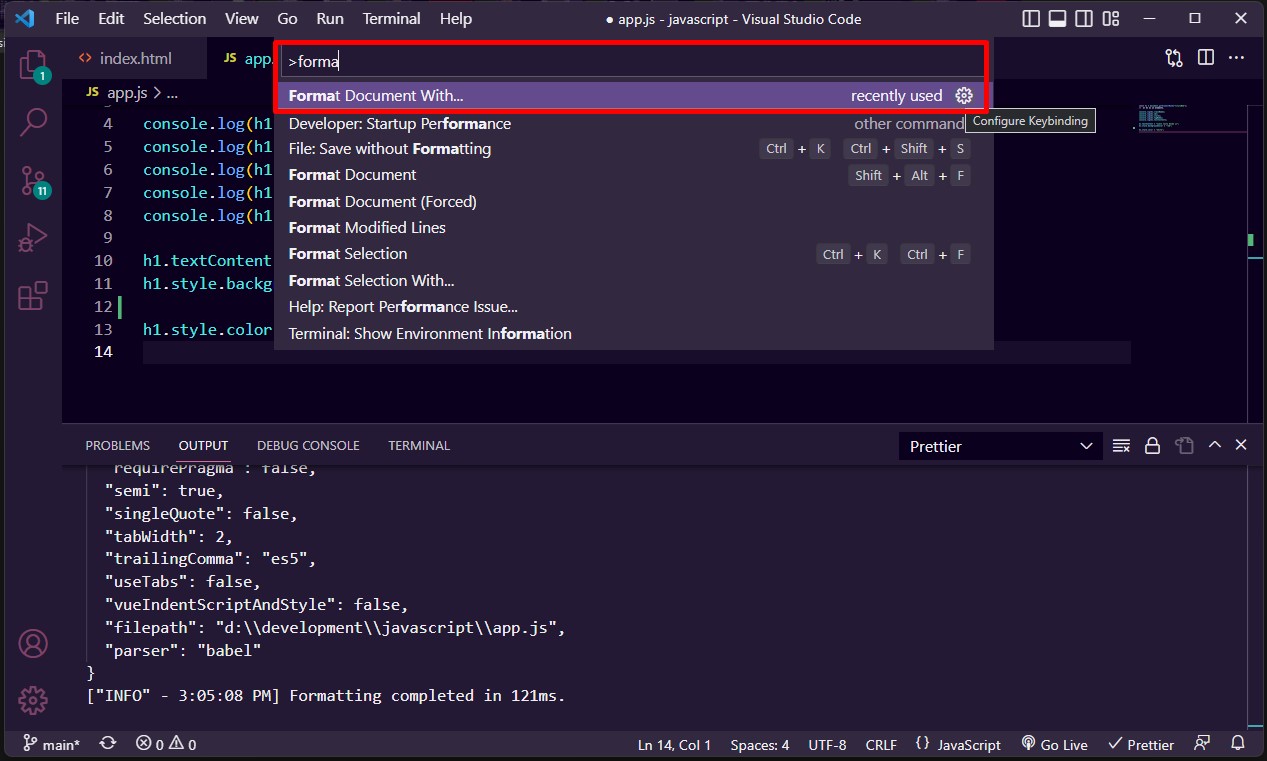 File Edit Selection View Go Run Terminal Help
● app.js - javascript - Visual Studio Code
<> index.html
JS app.
>forma
JS app.js > ...
Format Document With... recently used
Configure Keybinding
Developer: Startup Performance other command
File: Save without Formatting Ctrl + K Ctrl + Shift + S
Format Document Shift + Alt + F
Format Document (Forced)
Format Modified Lines
Format Selection Ctrl + K Ctrl + F
Format Selection With...
Help: Report Performance Issue...
Terminal: Show Environment Information
4 console.log(h1
5 console.log(h1
6 console.log(h1
7 console.log(h1
8 console.log(h1
9
10 h1.textContent
11 h1.style.backg
12
13 h1.style.color
14
1
11
PROBLEMS OUTPUT DEBUG CONSOLE TERMINAL
Prettier
"requirePragma": false,
"semi": true,
"singleQuote": false,
"tabWidth": 2,
"trailingComma": "es5",
"useTabs": false,
"vueIndentScriptAndStyle": false,
"filepath": "d:\\development\\javascript\\app.js",
"parser": "babel"
}
["INFO" - 3:05:08 PM] Formatting completed in 121ms.
main* 0 0 Ln 14, Col 1 Spaces: 4 UTF-8 CRLF {} JavaScript Go Live ✓ Prettier